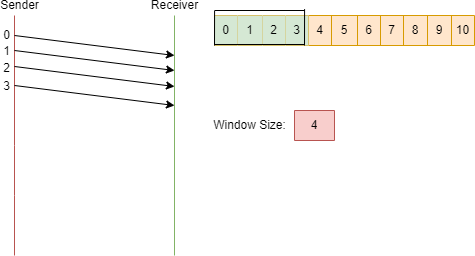 Sender
Receiver
0
1
2
3
0 1 2 3 4 5 6 7 8 9 10
Window Size: 4